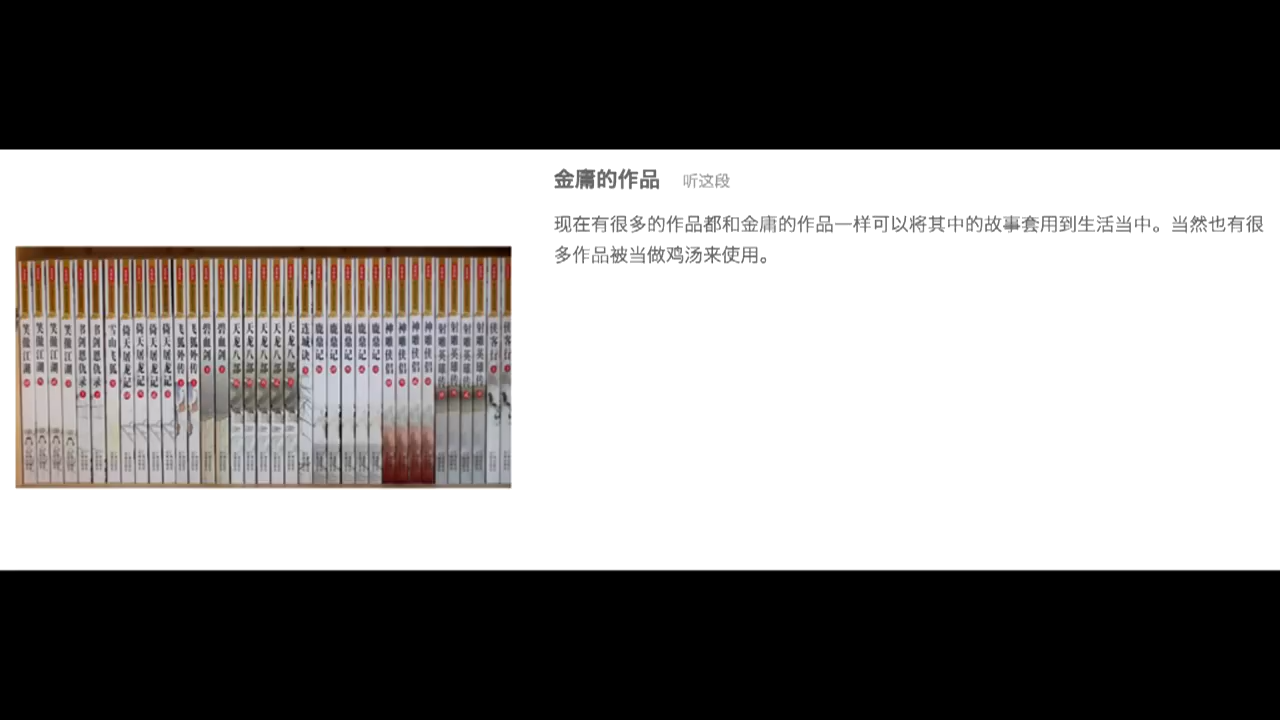 金庸的作品 听这段
现在有很多的作品都和金庸的作品一样可以将其中的故事套用到生活当中。当然也有很
多作品被当做鸡汤来使用。
笑傲江湖
笑傲江湖
笑傲江湖
笑傲江湖
书剑恩仇录
书剑恩仇录
雪山飞狐
倚天屠龙记
倚天屠龙记
倚天屠龙记
倚天屠龙记
飞狐外传
飞狐外传
碧血剑
碧血剑
天龙八部
天龙八部
天龙八部
天龙八部
天龙八部
连城诀
鹿鼎记
鹿鼎记
鹿鼎记
鹿鼎记
鹿鼎记
神雕侠侣
神雕侠侣
神雕侠侣
神雕侠侣
射雕英雄传
射雕英雄传
射雕英雄传
射雕英雄传
侠客行
侠客行